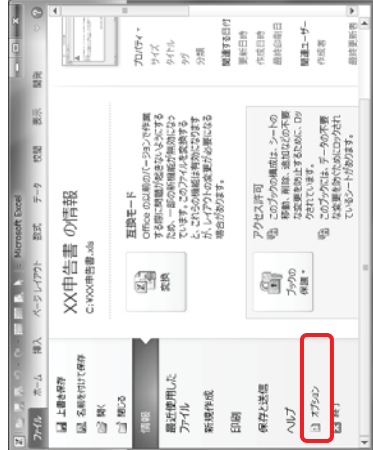 Microsoft Excel
ファイル ホーム 挿入 ページ レイアウト 数式 データ 校閲 表示 開発
上書き保存
名前を付けて保存
開く
閉じる
情報
最近使用した
ファイル
新規作成
印刷
保存と送信
ヘルプ
オプション
終了
XX申告書 の情報
C:¥XX申告書.xls
変換
互換モード
Office の以前のバージョンで作業
する際に問題が起きないようにする
ため、一部の新機能が無効になっ
ています。このファイルを変換する
と、これらの機能は有効になります
が、レイアウトの変更が必要になる
場合があります。
ブックの
保護
アクセス許可
このブックの構成は、シートの
移動、削除、追加などの不要
な変更を防止するために、ロッ
クされています。
このブックには、データの不要
な変更を防ぐためにロックされ
ているシートがあります。
プロパティ
サイズ
タイトル
タグ
分類
関連する日付
更新日時
作成日時
最終印刷日
関連ユーザー
作成者
最終更新者